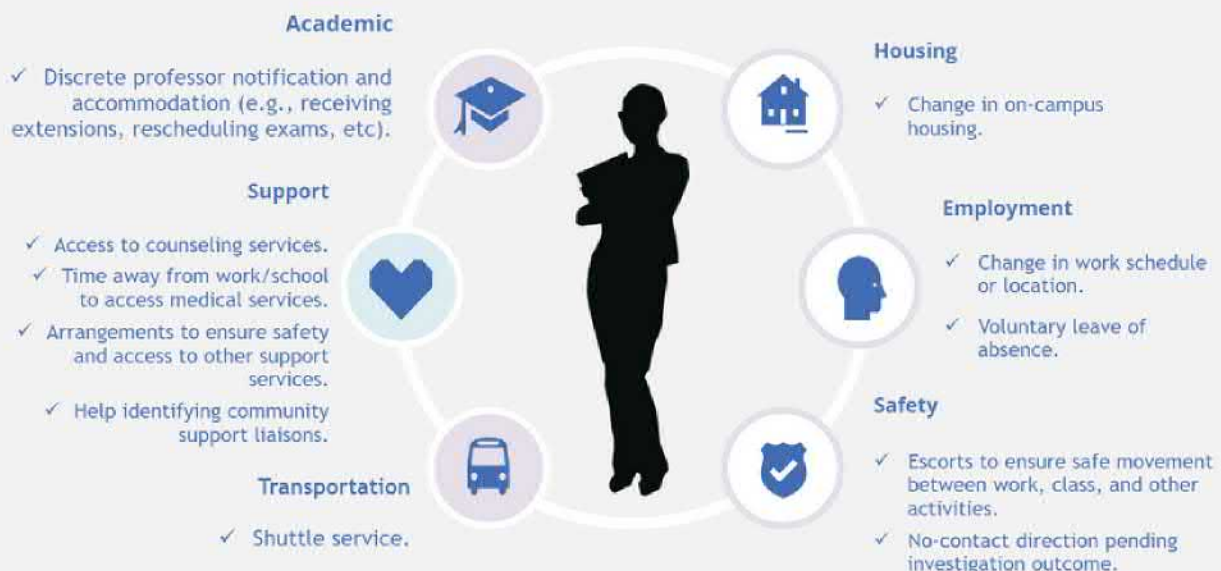 Academic
✓ Discrete professor notification and
accommodation (e.g., receiving
extensions, rescheduling exams, etc).
Support
✓ Access to counseling services.
✓ Time away from work/school
to access medical services.
✓ Arrangements to ensure safety
and access to other support
services.
✓ Help identifying community
support liaisons.
Transportation
✓ Shuttle service.
Housing
✓ Change in on-campus
housing.
Employment
✓ Change in work schedule
or location.
✓ Voluntary leave of
absence.
Safety
✓ Escorts to ensure safe movement
between work, class, and other
activities.
✓ No-contact direction pending
investigation outcome.